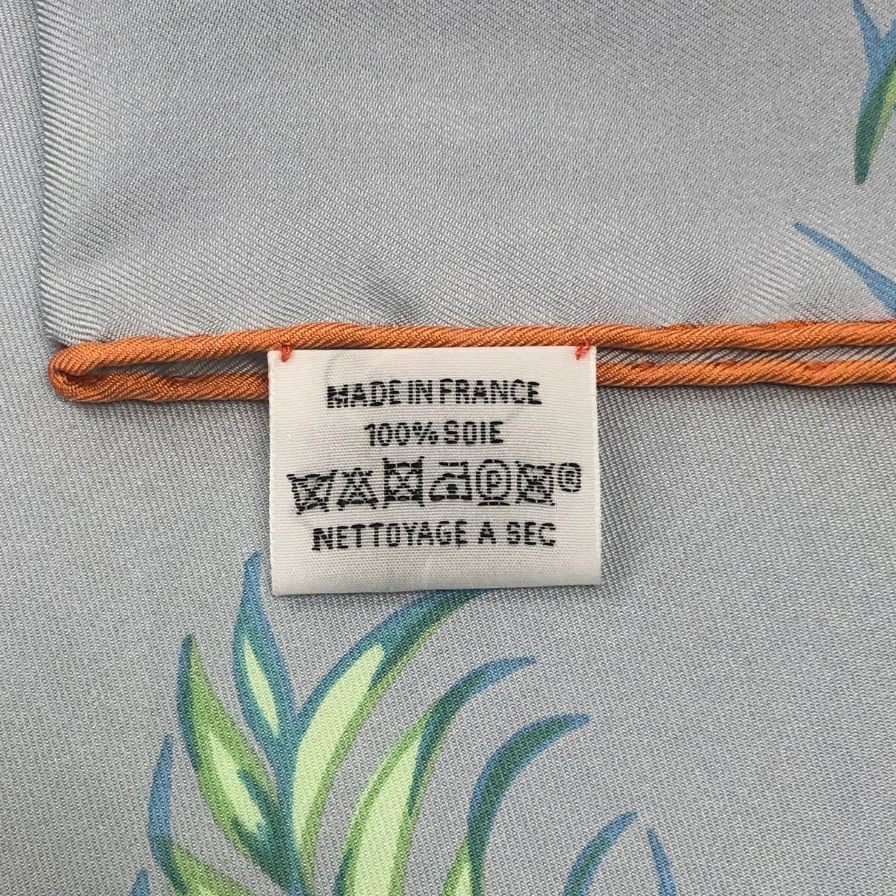 MADE IN FRANCE
100% SOIE
®
NETTOYAGE A SEC